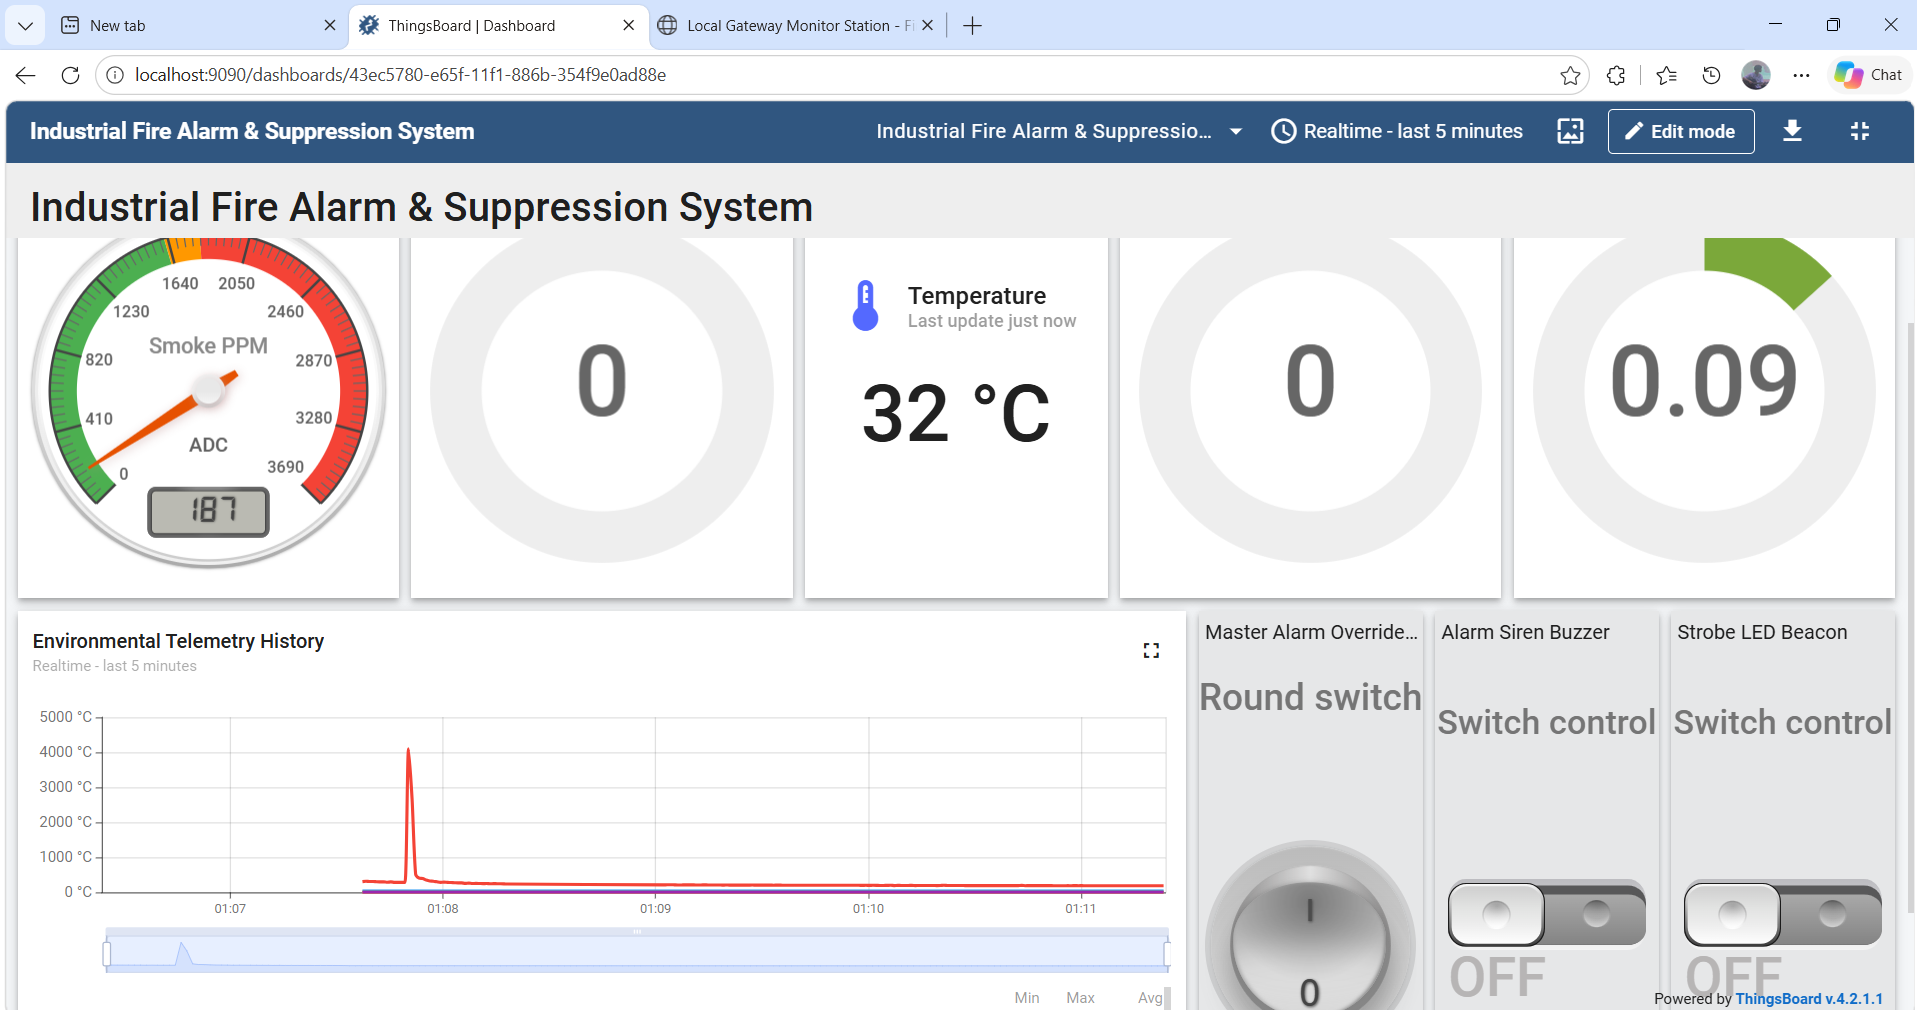 New tab
ThingsBoard | Dashboard
Local Gateway Monitor Station - Fi
localhost:9090/dashboards/43ec5780-e65f-11f1-886b-354f9e0ad88e
Chat
Industrial Fire Alarm & Suppression System
Industrial Fire Alarm & Suppressio...
Realtime - last 5 minutes
Edit mode
Industrial Fire Alarm & Suppression System
1640 2050
1230 2460
Smoke PPM
820 2870
410 3280
ADC
0 3690
187
0
Temperature
Last update just now
32 °C
0
0.09
Environmental Telemetry History
Realtime - last 5 minutes
5000 °C
4000 °C
3000 °C
2000 °C
1000 °C
0 °C
01:07 01:08 01:09 01:10 01:11
Min Max Avg
Master Alarm Override...
Round switch
I
0
Alarm Siren Buzzer
Switch control
OFF
Strobe LED Beacon
Switch control
OFF
Powered by ThingsBoard v.4.2.1.1